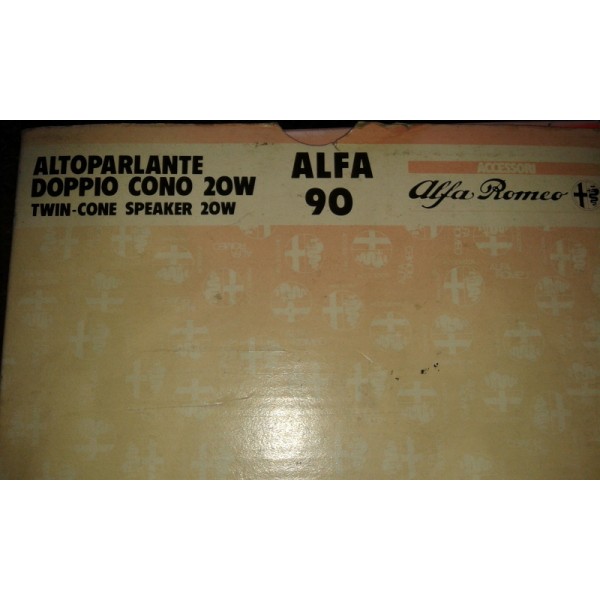 ALTOPARLANTE
DOPPIO CONO 20W
TWIN-CONE SPEAKER 20W
ALFA
90
ACCESSORI
Alfa Romeo